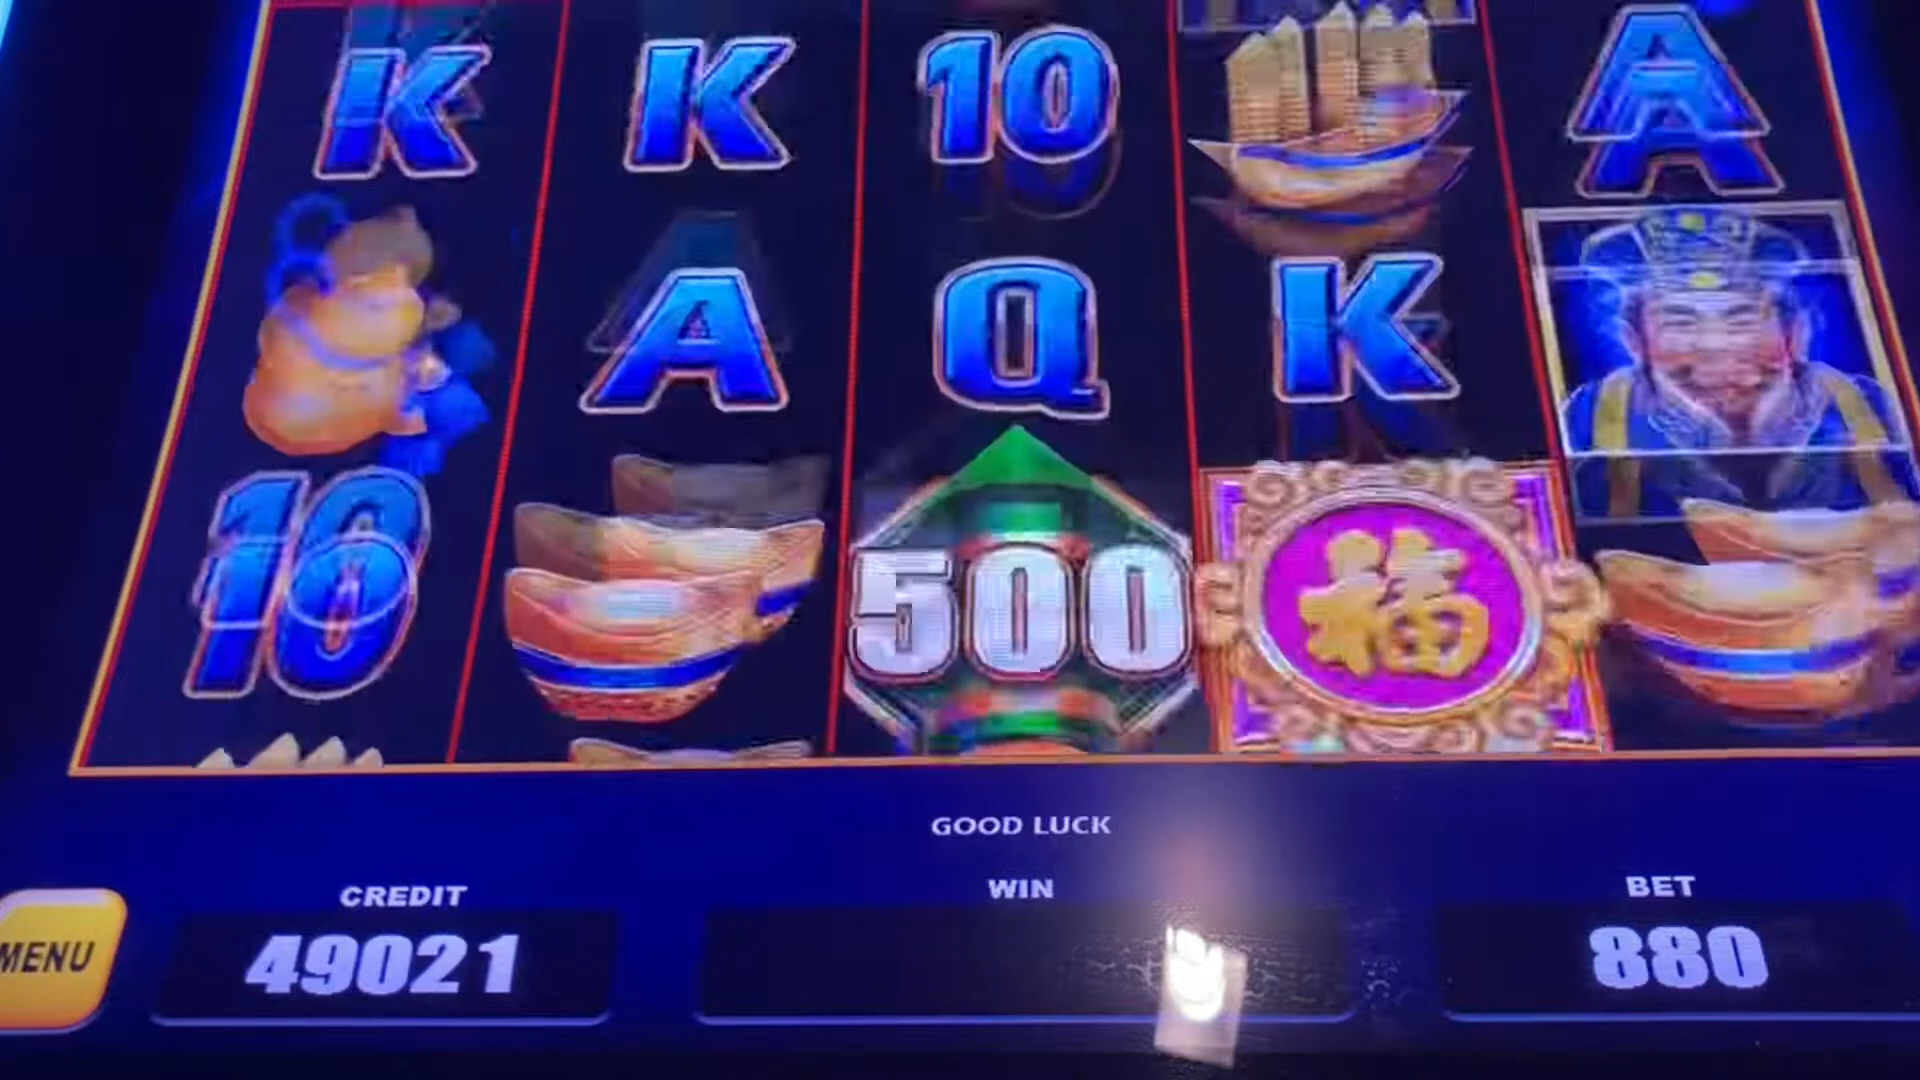 K K 10 A
A Q K
10 500 福
GOOD LUCK
CREDIT WIN BET
MENU 49021 880